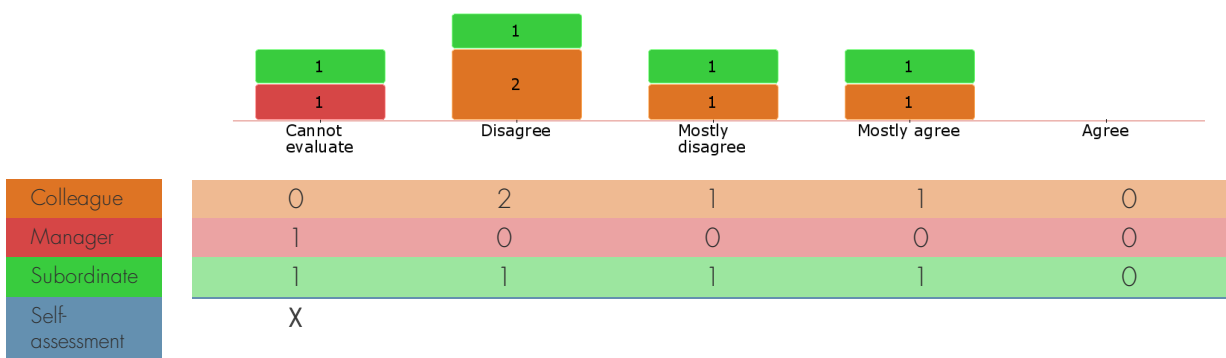 1
1 1 1
2
1 1 1
Cannot Disagree Mostly Mostly agree Agree
evaluate disagree
Colleague 0 2 1 1 0
Manager 1 0 0 0 0
Subordinate 1 1 1 1 0
Self- X
assessment